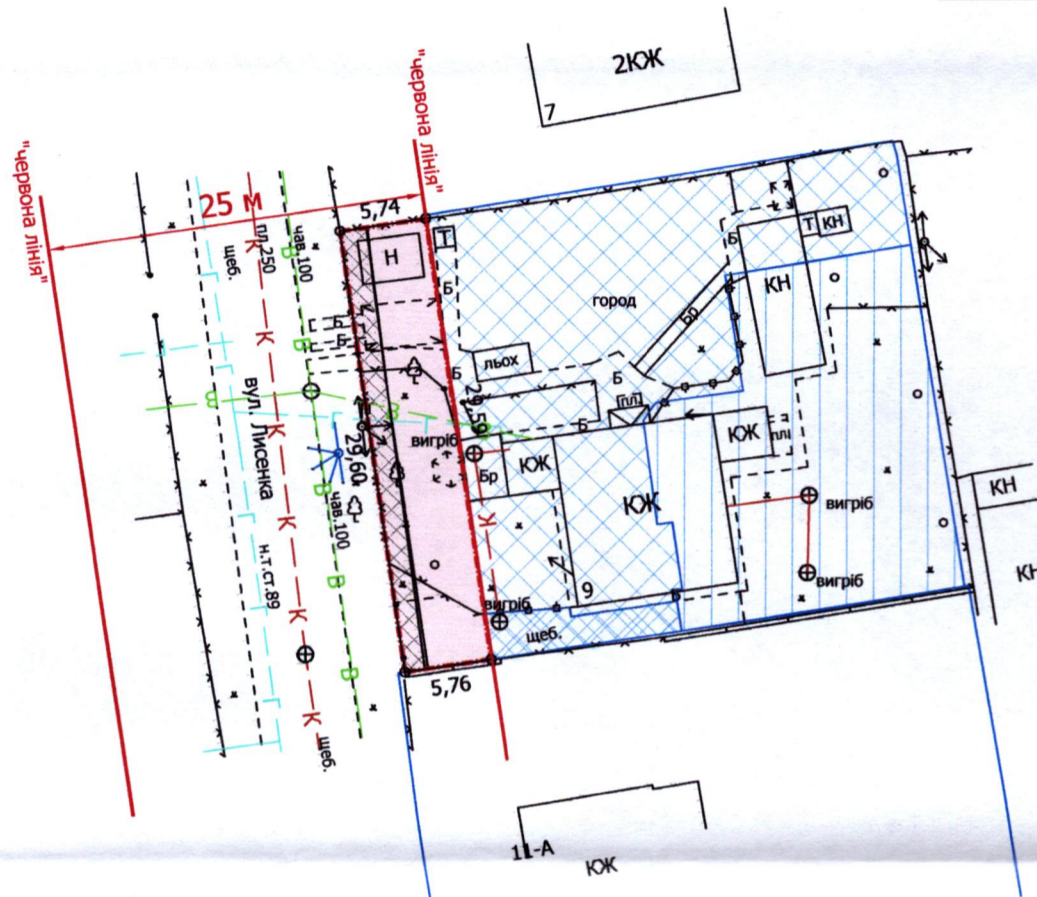 2КЖ
7
"червона лінія"
"червона лінія"
25 м
5,74
Т
Н
щеб.
пл.250
чав.100
К
В
Б
Т
КН
Б
КН
город
Бр
Б
Б
льох
Б
Б
Б
пл
Б
29,59
вигріб
В
В
К
вул. Лисенка
29,60
чав.100
КЖ
Бр
КЖ
КЖ
пл
вигріб
вигріб
КН
КН
К
В
К
К
н.т.ст.89
В
9
вигріб
Б
щеб.
К
В
К
щеб.
5,76
11-А
КЖ